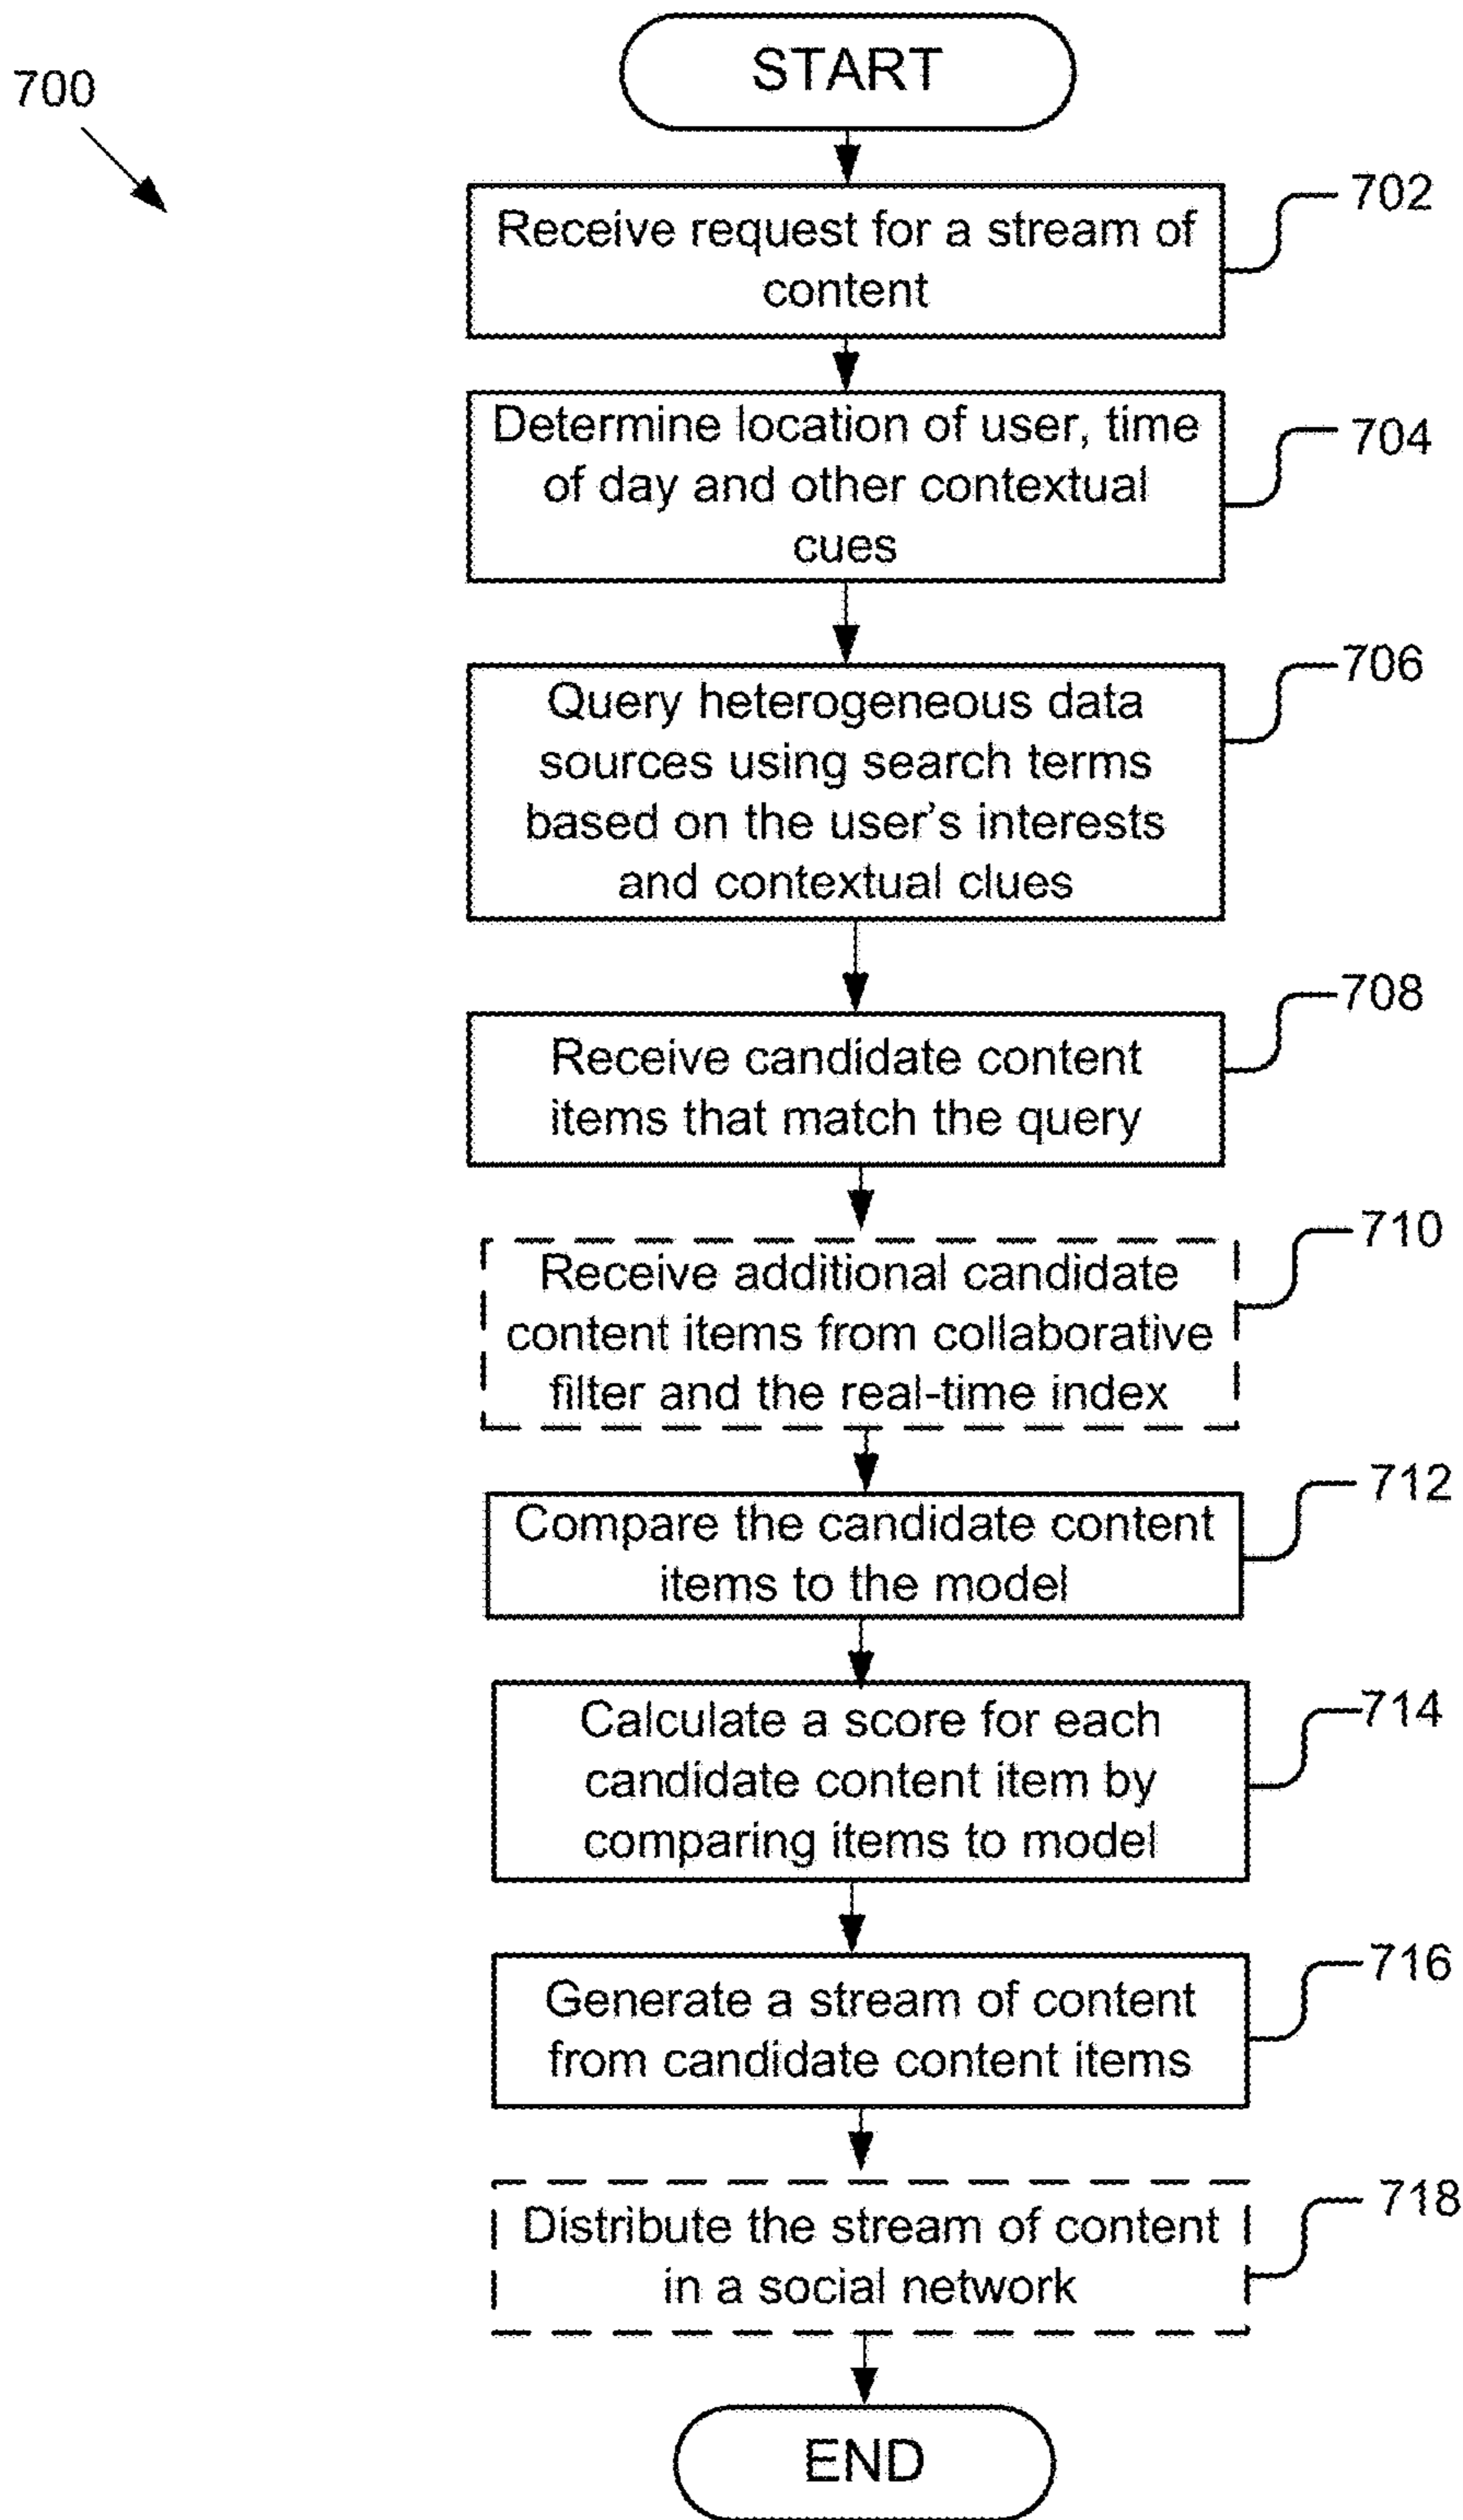 START
700
Receive request for a stream of
content
702
Determine location of user, time
of day and other contextual
cues
704
Query heterogeneous data
sources using search terms
based on the user's interests
and contextual clues
706
Receive candidate content
items that match the query
708
Receive additional candidate
content items from collaborative
filter and the real-time index
710
Compare the candidate content
items to the model
712
Calculate a score for each
candidate content item by
comparing items to model
714
Generate a stream of content
from candidate content items
716
Distribute the stream of content
in a social network
718
END